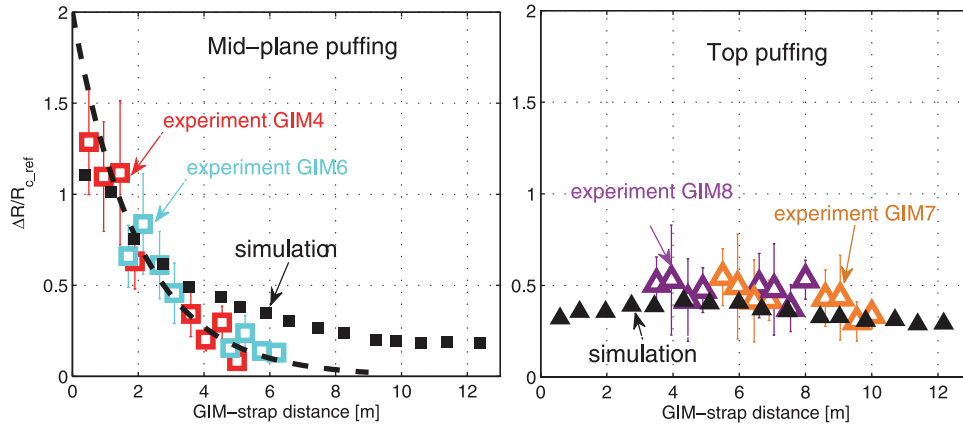 Mid-plane puffing
experiment GIM4
experiment GIM6
simulation
ΔR/R_c_ref
2
1.5
1
0.5
0
0 2 4 6 8 10 12
GIM-strap distance [m]
Top puffing
experiment GIM8
experiment GIM7
simulation
2
1.5
1
0.5
0
0 2 4 6 8 10 12
GIM-strap distance [m]